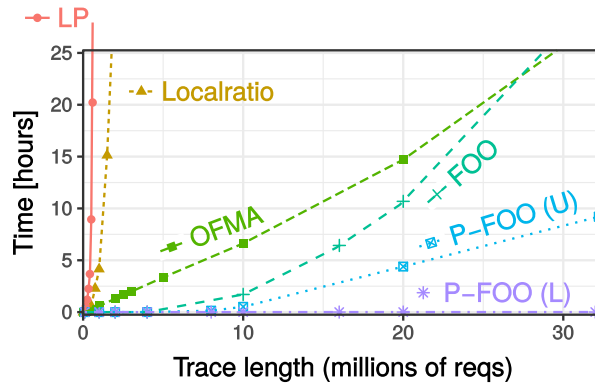 LP
25
20
15
10
5
0
Time [hours]
Localratio
OFMA
FOO
P-FOO (U)
P-FOO (L)
0 10 20 30
Trace length (millions of reqs)